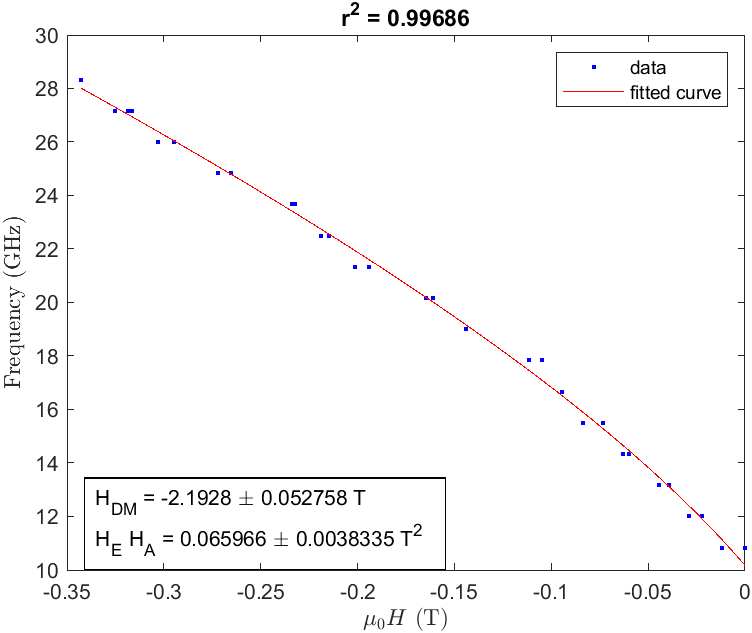 r² = 0.99686
30
28
26
24
22
20
18
16
14
12
10
Frequency (GHz)
data
fitted curve
H_DM = -2.1928 ± 0.052758 T
H_E H_A = 0.065966 ± 0.0038335 T²
-0.35 -0.3 -0.25 -0.2 -0.15 -0.1 -0.05 0
μ₀H (T)